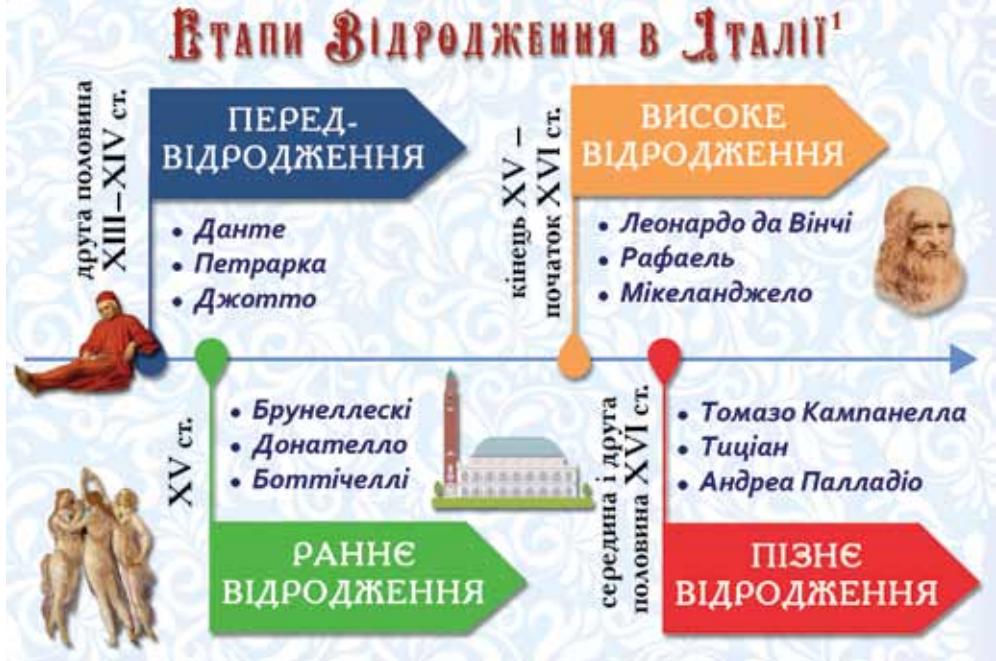 Етапи Відродження в Італії¹
друга половина
XIII–XIV ст.
ПЕРЕД-
ВІДРОДЖЕННЯ
• Данте
• Петрарка
• Джотто
кінець XV –
початок XVI ст.
ВИСОКЕ
ВІДРОДЖЕННЯ
• Леонардо да Вінчі
• Рафаель
• Мікеланджело
XV ст.
• Брунеллескі
• Донателло
• Боттічеллі
РАННЄ
ВІДРОДЖЕННЯ
середина і друга
половина XVI ст.
• Томазо Кампанелла
• Тиціан
• Андреа Палладіо
ПІЗНЄ
ВІДРОДЖЕННЯ